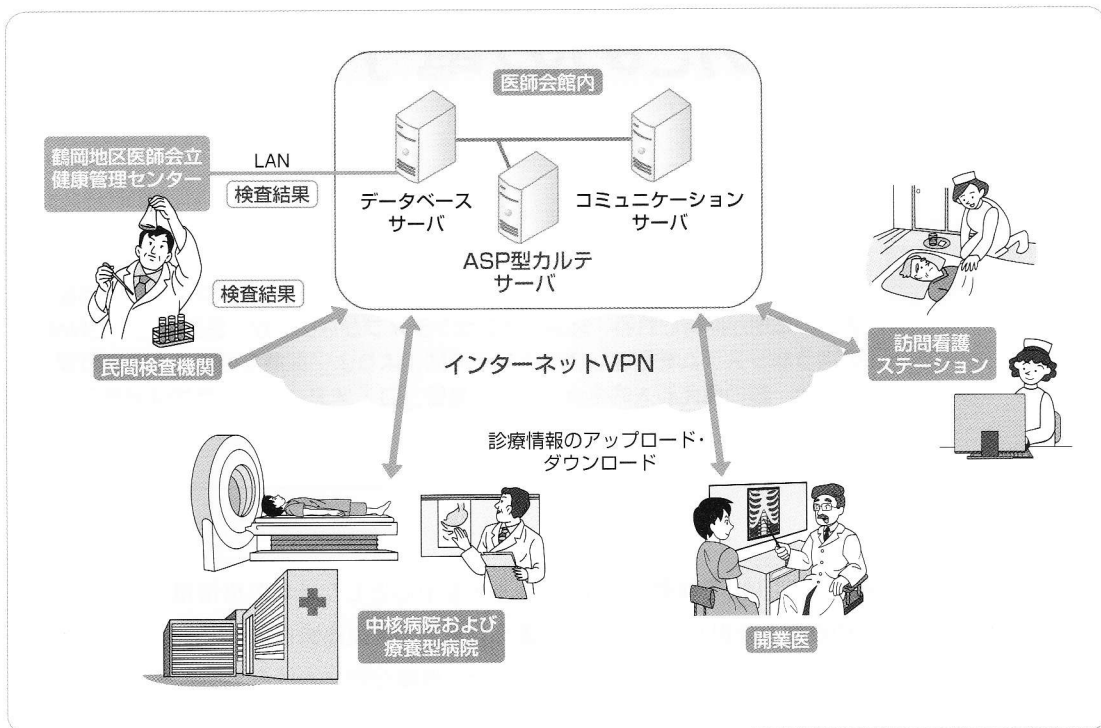 医師会館内
鶴岡地区医師会立
健康管理センター
LAN
検査結果
データベース
サーバ
コミュニケーション
サーバ
ASP型カルテ
サーバ
検査結果
民間検査機関
インターネットVPN
訪問看護
ステーション
診療情報のアップロード・
ダウンロード
中核病院および
療養型病院
開業医